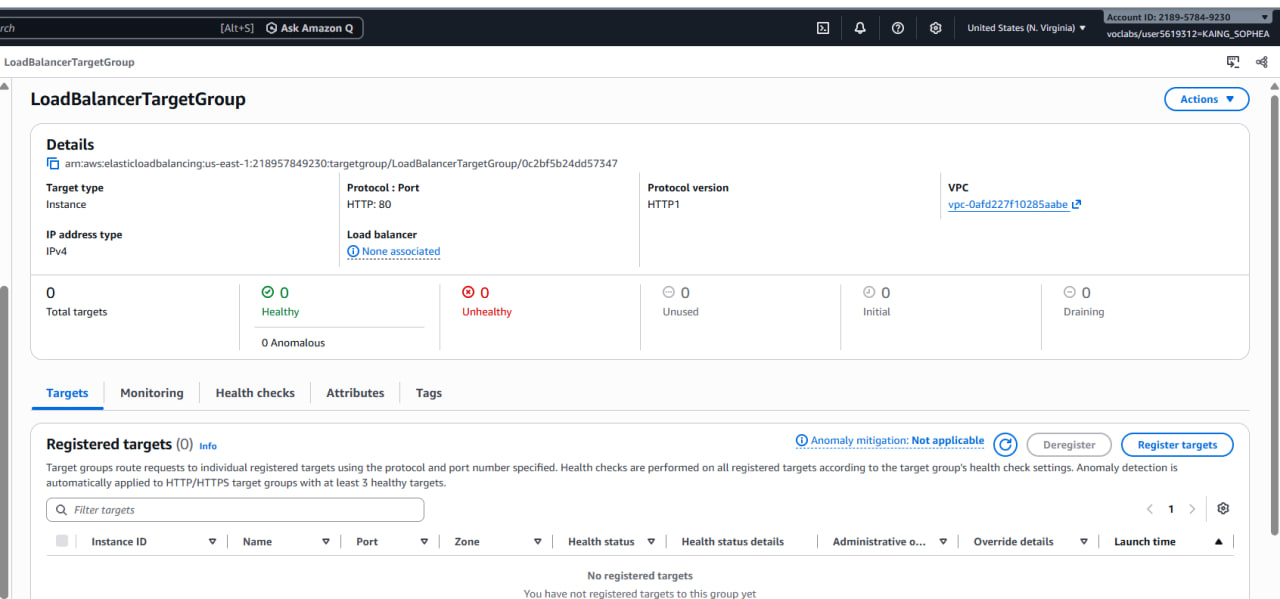 rch [Alt+S] Ask Amazon Q United States (N. Virginia) Account ID: 2189-5784-9230
voclabs/user5619312=KAING_SOPHEA
LoadBalancerTargetGroup
LoadBalancerTargetGroup Actions
Details
arn:aws:elasticloadbalancing:us-east-1:218957849230:targetgroup/LoadBalancerTargetGroup/0c2bf5b24dd57347
Target type Protocol : Port Protocol version VPC
Instance HTTP: 80 HTTP1 vpc-0afd227f10285aabe
IP address type Load balancer
IPv4 None associated
0 0 0 0 0 0
Total targets Healthy Unhealthy Unused Initial Draining
0 Anomalous
Targets Monitoring Health checks Attributes Tags
Registered targets (0) Info Anomaly mitigation: Not applicable Deregister Register targets
Target groups route requests to individual registered targets using the protocol and port number specified. Health checks are performed on all registered targets according to the target group's health check settings. Anomaly detection is
automatically applied to HTTP/HTTPS target groups with at least 3 healthy targets.
Filter targets 1
Instance ID Name Port Zone Health status Health status details Administrative o... Override details Launch time
No registered targets
You have not registered targets to this group yet